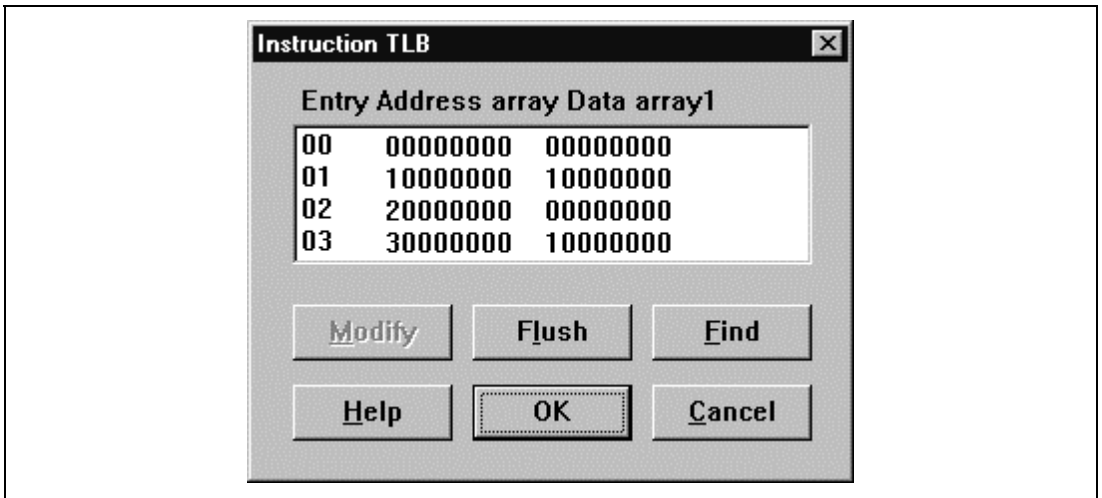 Instruction TLB
Entry Address array Data array1
00 00000000 00000000
01 10000000 10000000
02 20000000 00000000
03 30000000 10000000
Modify Flush Find
Help OK Cancel